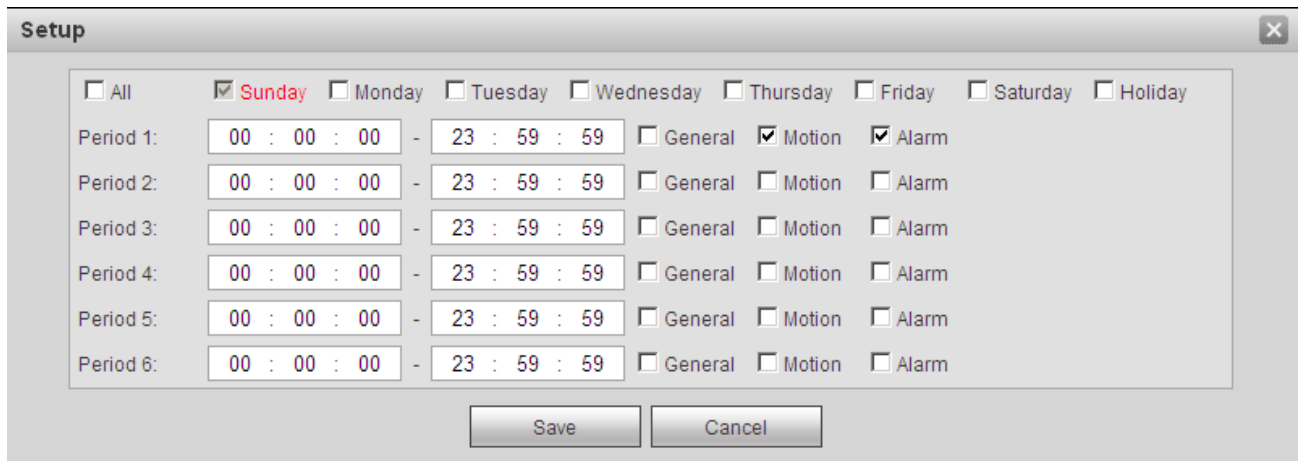 Setup
All Sunday Monday Tuesday Wednesday Thursday Friday Saturday Holiday
Period 1: 00 : 00 : 00 - 23 : 59 : 59 General Motion Alarm
Period 2: 00 : 00 : 00 - 23 : 59 : 59 General Motion Alarm
Period 3: 00 : 00 : 00 - 23 : 59 : 59 General Motion Alarm
Period 4: 00 : 00 : 00 - 23 : 59 : 59 General Motion Alarm
Period 5: 00 : 00 : 00 - 23 : 59 : 59 General Motion Alarm
Period 6: 00 : 00 : 00 - 23 : 59 : 59 General Motion Alarm
Save Cancel